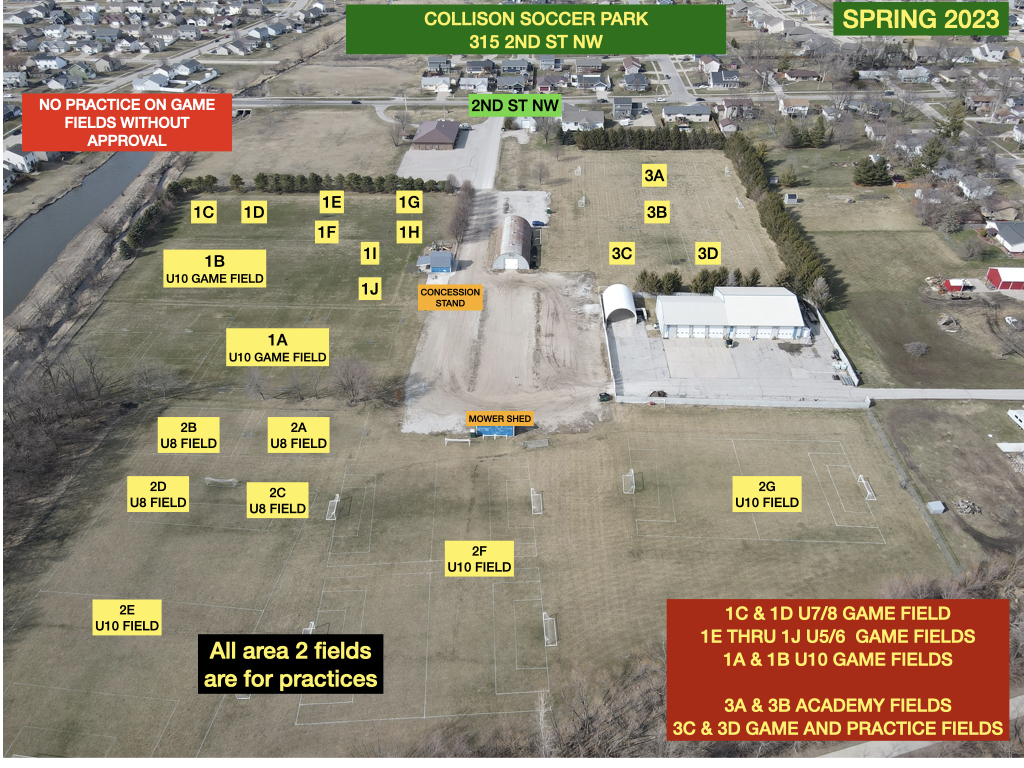 COLLISON SOCCER PARK
315 2ND ST NW
SPRING 2023
NO PRACTICE ON GAME
FIELDS WITHOUT
APPROVAL
2ND ST NW
3A
1E
1G
1C
1D
3B
1F
1H
1I
3C
3D
1B
U10 GAME FIELD
1J
CONCESSION
STAND
1A
U10 GAME FIELD
MOWER SHED
2B
U8 FIELD
2A
U8 FIELD
2D
U8 FIELD
2C
U8 FIELD
2G
U10 FIELD
2F
U10 FIELD
2E
U10 FIELD
All area 2 fields
are for practices
1C & 1D U7/8 GAME FIELD
1E THRU 1J U5/6 GAME FIELDS
1A & 1B U10 GAME FIELDS
3A & 3B ACADEMY FIELDS
3C & 3D GAME AND PRACTICE FIELDS